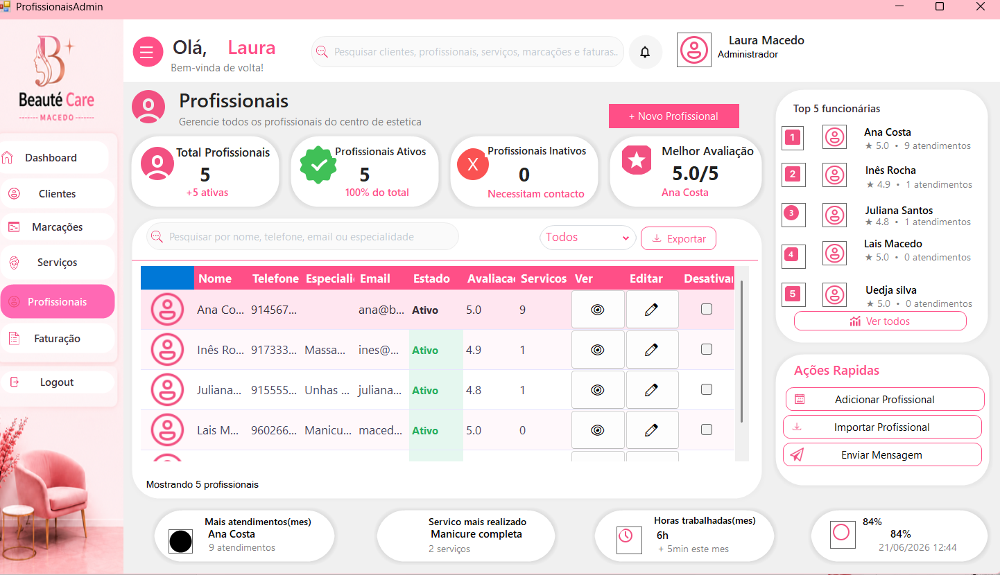 ProfissionaisAdmin
B
Beauté Care
MACEDO
Dashboard
Clientes
Marcações
Serviços
Profissionais
Faturação
Logout
Olá, Laura
Bem-vinda de volta!
Pesquisar clientes, profissionais, serviços, marcações e faturas..
Laura Macedo
Administrador
Profissionais
Gerencie todos os profissionais do centro de estetica
+ Novo Profissional
Total Profissionais
5
+5 ativas
Profissionais Ativos
5
100% do total
X
Profissionais Inativos
0
Necessitam contacto
Melhor Avaliação
5.0/5
Ana Costa
Pesquisar por nome, telefone, email ou especialidade
Todos
Exportar
Nome Telefone Especiali Email Estado Avaliaca Servicos Ver Editar Desativar
Ana Co... 914567... ana@b... Ativo 5.0 9
Inês Ro... 917333... Massa... ines@... Ativo 4.9 1
Juliana... 915555... Unhas ... juliana... Ativo 4.8 1
Lais M... 960266... Manicu... maced... Ativo 5.0 0
Mostrando 5 profissionais
Top 5 funcionárias
1
Ana Costa
★ 5.0 • 9 atendimentos
2
Inês Rocha
★ 4.9 • 1 atendimentos
3
Juliana Santos
★ 4.8 • 1 atendimentos
4
Lais Macedo
★ 5.0 • 0 atendimentos
5
Uedja silva
★ 5.0 • 0 atendimentos
Ver todos
Ações Rapidas
Adicionar Profissional
Importar Profissional
Enviar Mensagem
Mais atendimentos(mes)
Ana Costa
9 atendimentos
Servico mais realizado
Manicure completa
2 serviços
Horas trabalhadas(mes)
6h
+ 5min este mes
84%
84%
21/06/2026 12:44